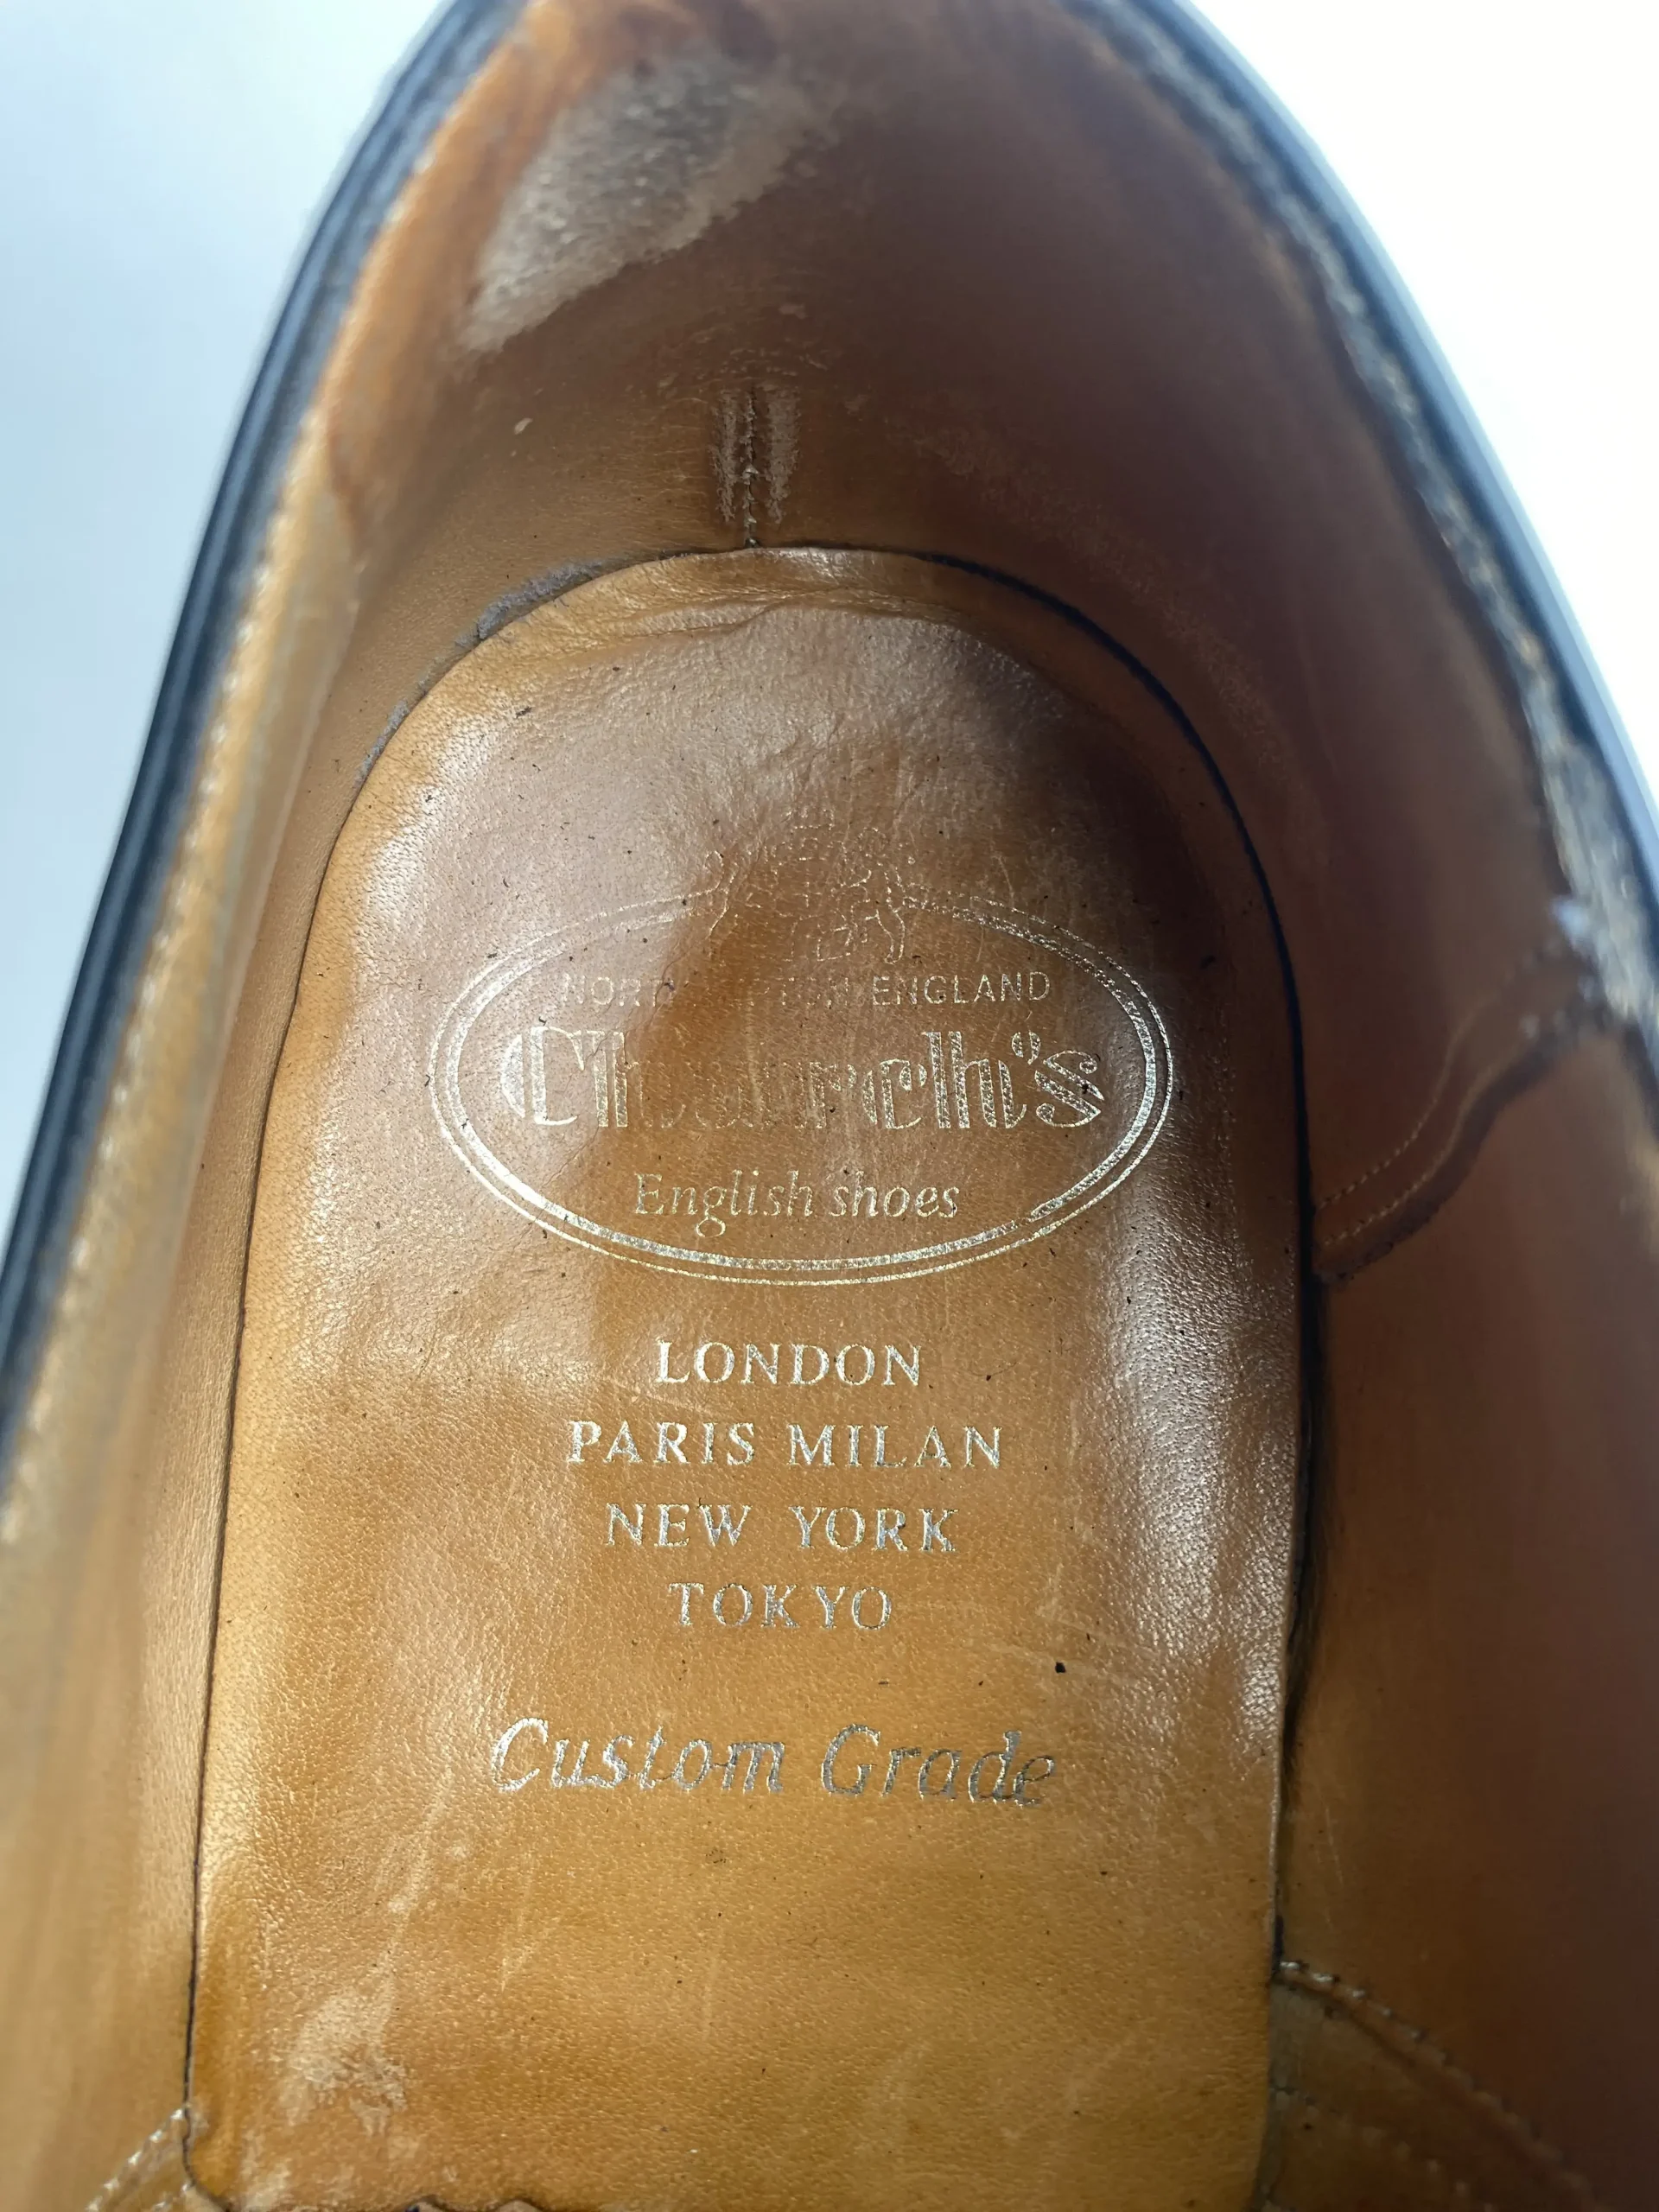 ENGLAND
Church's
English shoes
LONDON
PARIS MILAN
NEW YORK
TOKYO
Custom Grade